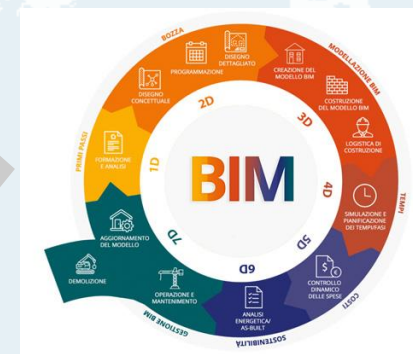 BOZZA
DISEGNO
DETTAGLIATO
PROGRAMMAZIONE
DISEGNO
CONCETTUALE
2D
MODELLAZIONE BIM
CREAZIONE DEL
MODELLO BIM
COSTRUZIONE
DEL MODELLO BIM
LOGISTICA DI
COSTRUZIONE
3D
TEMPI
SIMULAZIONE E
PIANIFICAZIONE
DEI TEMPI/FASI
4D
COSTI
CONTROLLO
DINAMICO
DELLE SPESE
5D
SOSTENIBILITÀ
ANALISI
ENERGETICA/
AS-BUILT
6D
GESTIONE BIM
OPERAZIONE E
MANTENIMENTO
DEMOLIZIONE
AGGIORNAMENTO
DEL MODELLO
7D
PRIMI PASSI
FORMAZIONE
E ANALISI
1D
BIM